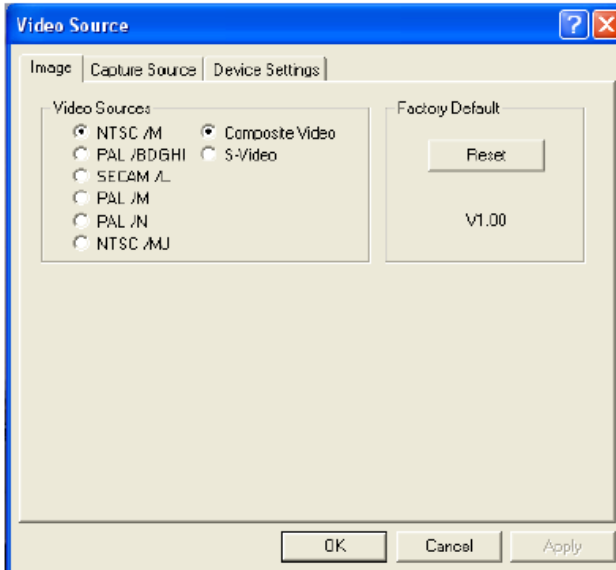 Video Source
Image Capture Source Device Settings
Video Sources
NTSC /M
PAL /BDGHI
SECAM /L
PAL /M
PAL /N
NTSC /MJ
Composite Video
S-Video
Factory Default
Reset
V1.00
OK Cancel Apply